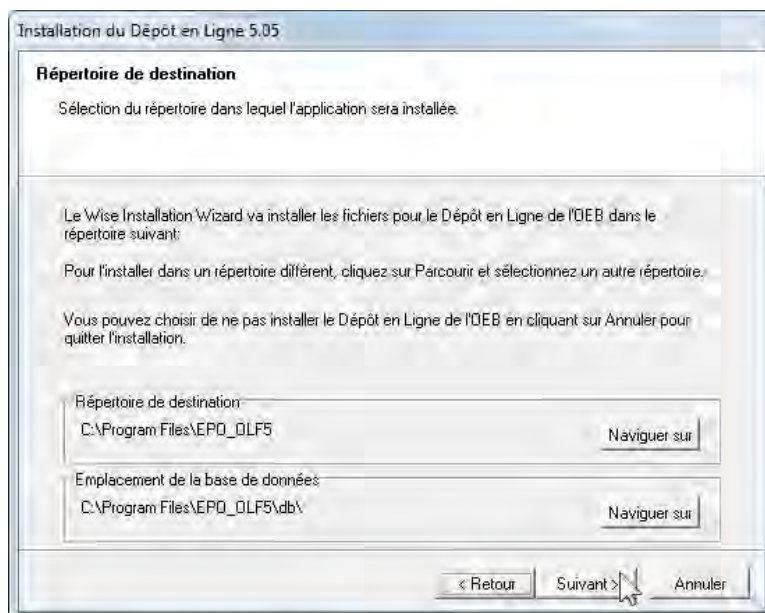 Installation du Dépôt en Ligne 5.05
Répertoire de destination
Sélection du répertoire dans lequel l'application sera installée.
Le Wise Installation Wizard va installer les fichiers pour le Dépôt en Ligne de l'OEB dans le
répertoire suivant:
Pour l'installer dans un répertoire différent, cliquez sur Parcourir et sélectionnez un autre répertoire.
Vous pouvez choisir de ne pas installer le Dépôt en Ligne de l'OEB en cliquant sur Annuler pour
quitter l'installation.
Répertoire de destination
C:\Program Files\EPO_OLF5
Naviguer sur
Emplacement de la base de données
C:\Program Files\EPO_OLF5\db\
Naviguer sur
< Retour
Suivant >
Annuler